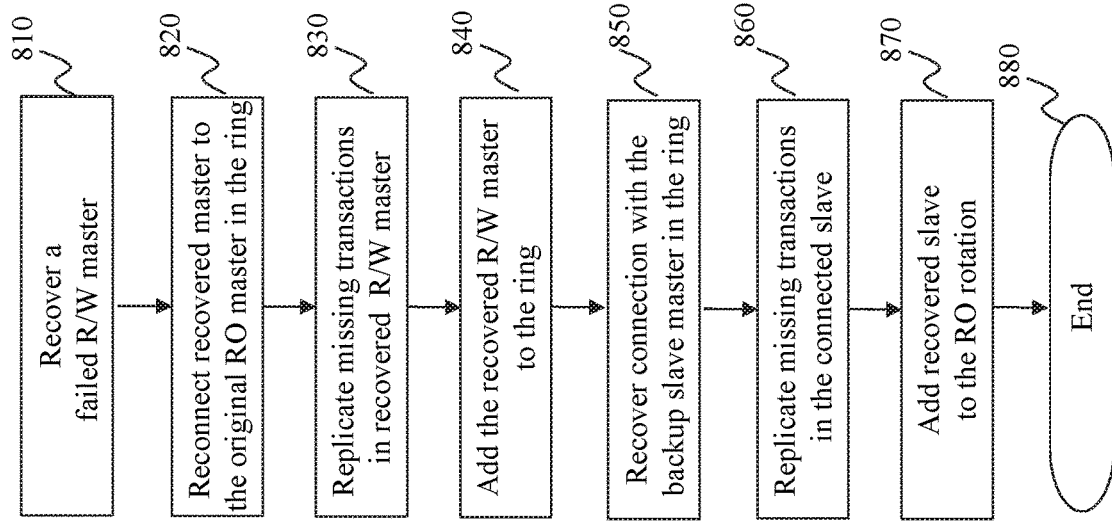 810
Recover a
failed R/W master
820
Reconnect recovered master to
the original RO master in the ring
830
Replicate missing transactions
in recovered R/W master
840
Add the recovered R/W master
to the ring
850
Recover connection with the
backup slave master in the ring
860
Replicate missing transactions
in the connected slave
870
Add recovered slave
to the RO rotation
880
End